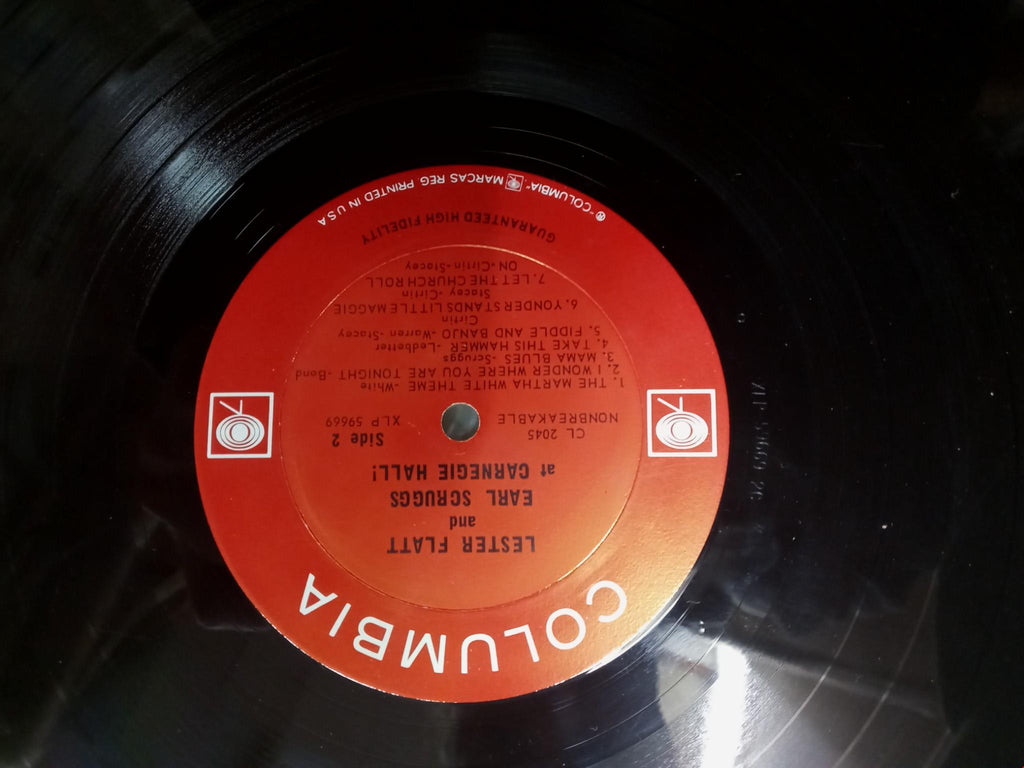 COLUMBIA
LESTER FLATT
and
EARL SCRUGGS
at CARNEGIE HALL!
CL 2045
NONBREAKABLE
Side 2
XLP 59669
1. THE MARTHA WHITE THEME -White
2. I WONDER WHERE YOU ARE TONIGHT -Bond
3. MAMA BLUES -Scruggs
4. TAKE THIS HAMMER -Ledbetter
5. FIDDLE AND BANJO -Warren -Stacey
Cirtin
6. YONDER STANDS LITTLE MAGGIE
Stacey -Cirtin
7. LET THE CHURCH ROLL
ON -Cirtin-Stacey
GUARANTEED HIGH FIDELITY
"COLUMBIA" MARCAS REG. PRINTED IN U S A
XLP 59669